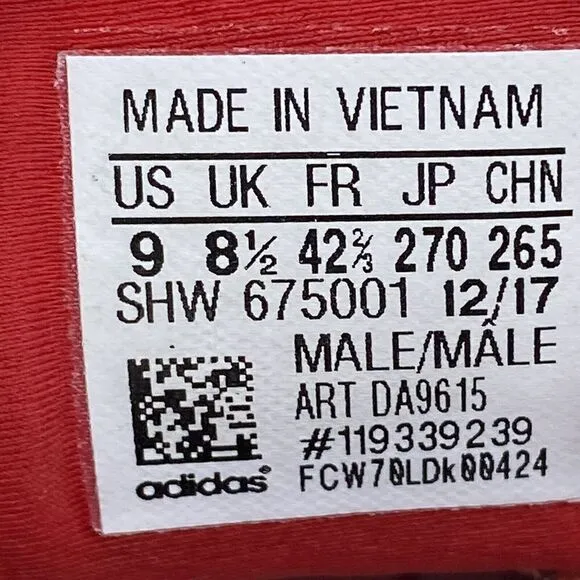 MADE IN VIETNAM
US UK FR JP CHN
9 8½ 42⅔ 270 265
SHW 675001 12/17
MALE/MÂLE
ART DA9615
#119339239
adidas FCW70LDk00424